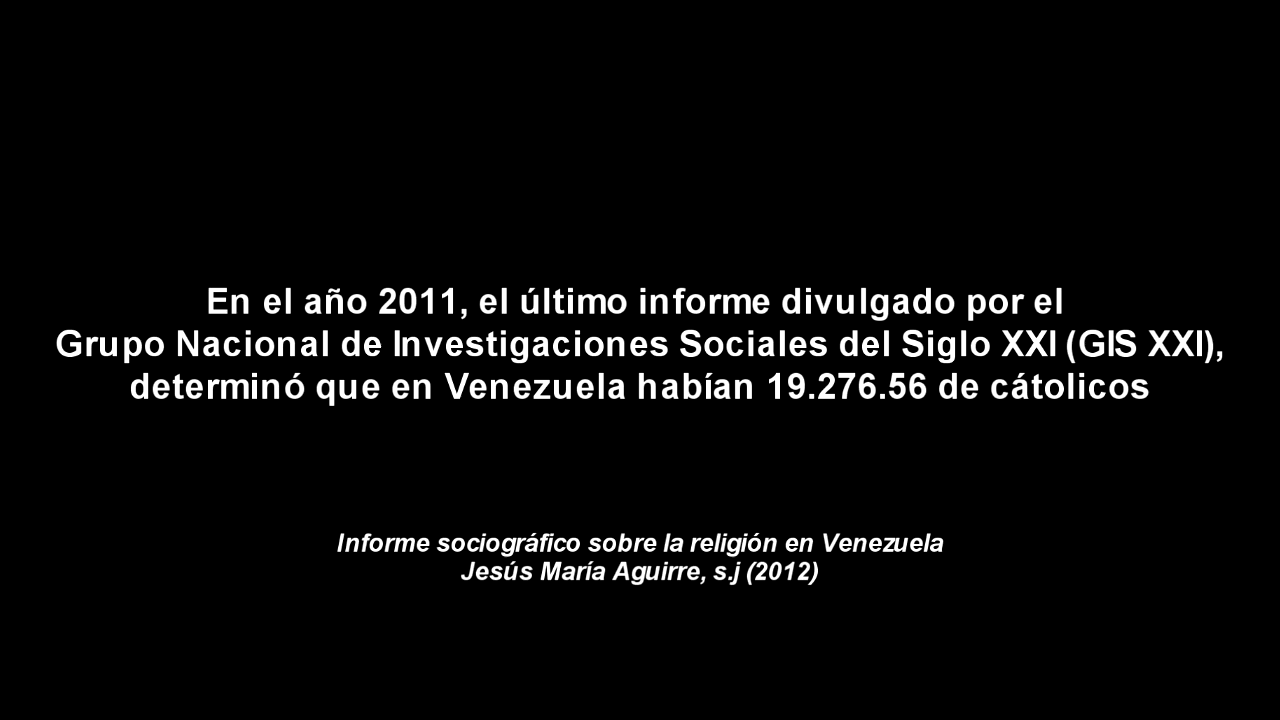 En el año 2011, el último informe divulgado por el
Grupo Nacional de Investigaciones Sociales del Siglo XXI (GIS XXI),
determinó que en Venezuela habían 19.276.56 de cátolicos
Informe sociográfico sobre la religión en Venezuela
Jesús María Aguirre, s.j (2012)